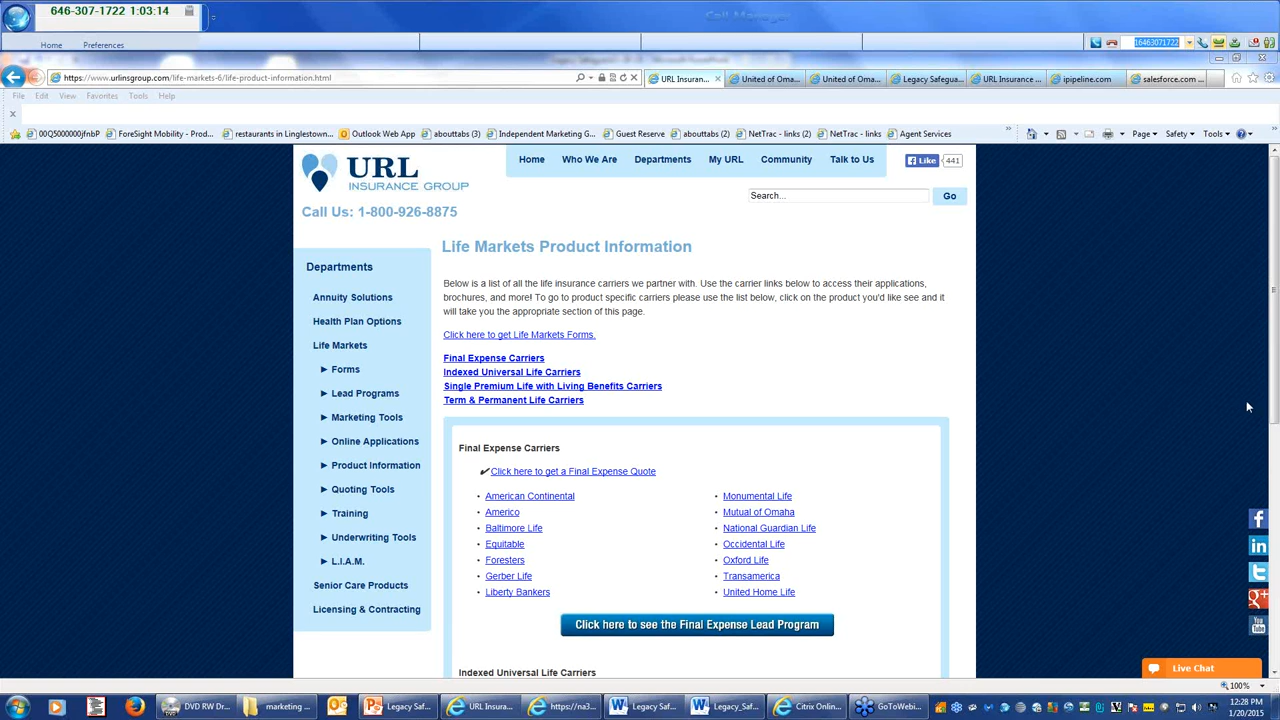 646-307-1722 1:03:14
Call Manager
Home Preferences
16463071722
https://www.urlinsgroup.com/life-markets-6/life-product-information.html
URL Insuran...
United of Oma...
United of Oma...
Legacy Safegua...
URL Insurance ...
ipipeline.com
salesforce.com ...
File Edit View Favorites Tools Help
00Q5000000jfnbP
ForeSight Mobility - Prod...
restaurants in Linglestown...
Outlook Web App
abouttabs (3)
Independent Marketing G...
Guest Reserve
abouttabs (2)
NetTrac - links (2)
NetTrac - links
Agent Services
Page Safety Tools
URL
INSURANCE GROUP
Call Us: 1-800-926-8875
Home Who We Are Departments My URL Community Talk to Us
Like 441
Search... Go
Departments
Annuity Solutions
Health Plan Options
Life Markets
► Forms
► Lead Programs
► Marketing Tools
► Online Applications
► Product Information
► Quoting Tools
► Training
► Underwriting Tools
► L.I.A.M.
Senior Care Products
Licensing & Contracting
Life Markets Product Information
Below is a list of all the life insurance carriers we partner with. Use the carrier links below to access their applications,
brochures, and more! To go to product specific carriers please use the list below, click on the product you'd like see and it
will take you the appropriate section of this page.
Click here to get Life Markets Forms.
Final Expense Carriers
Indexed Universal Life Carriers
Single Premium Life with Living Benefits Carriers
Term & Permanent Life Carriers
Final Expense Carriers
✔Click here to get a Final Expense Quote
• American Continental
• Americo
• Baltimore Life
• Equitable
• Foresters
• Gerber Life
• Liberty Bankers
• Monumental Life
• Mutual of Omaha
• National Guardian Life
• Occidental Life
• Oxford Life
• Transamerica
• United Home Life
Click here to see the Final Expense Lead Program
Indexed Universal Life Carriers
You
Tube
Live Chat
100%
DVD RW Dr...
marketing ...
Legacy Saf...
URL Insura...
https://na3...
Legacy Saf...
Legacy_Saf...
Citrix Onlin...
GoToWebi...
12:28 PM
1/20/2015